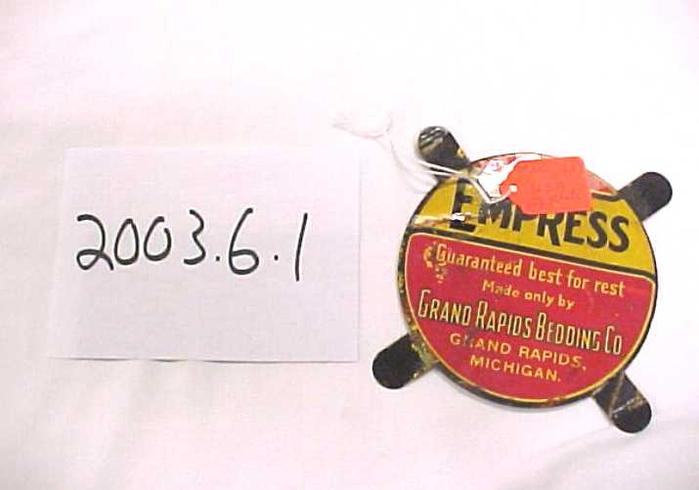 2003.6.1
EMPRESS
Guaranteed best for rest
Made only by
GRAND RAPIDS BEDDING CO
GRAND RAPIDS,
MICHIGAN.